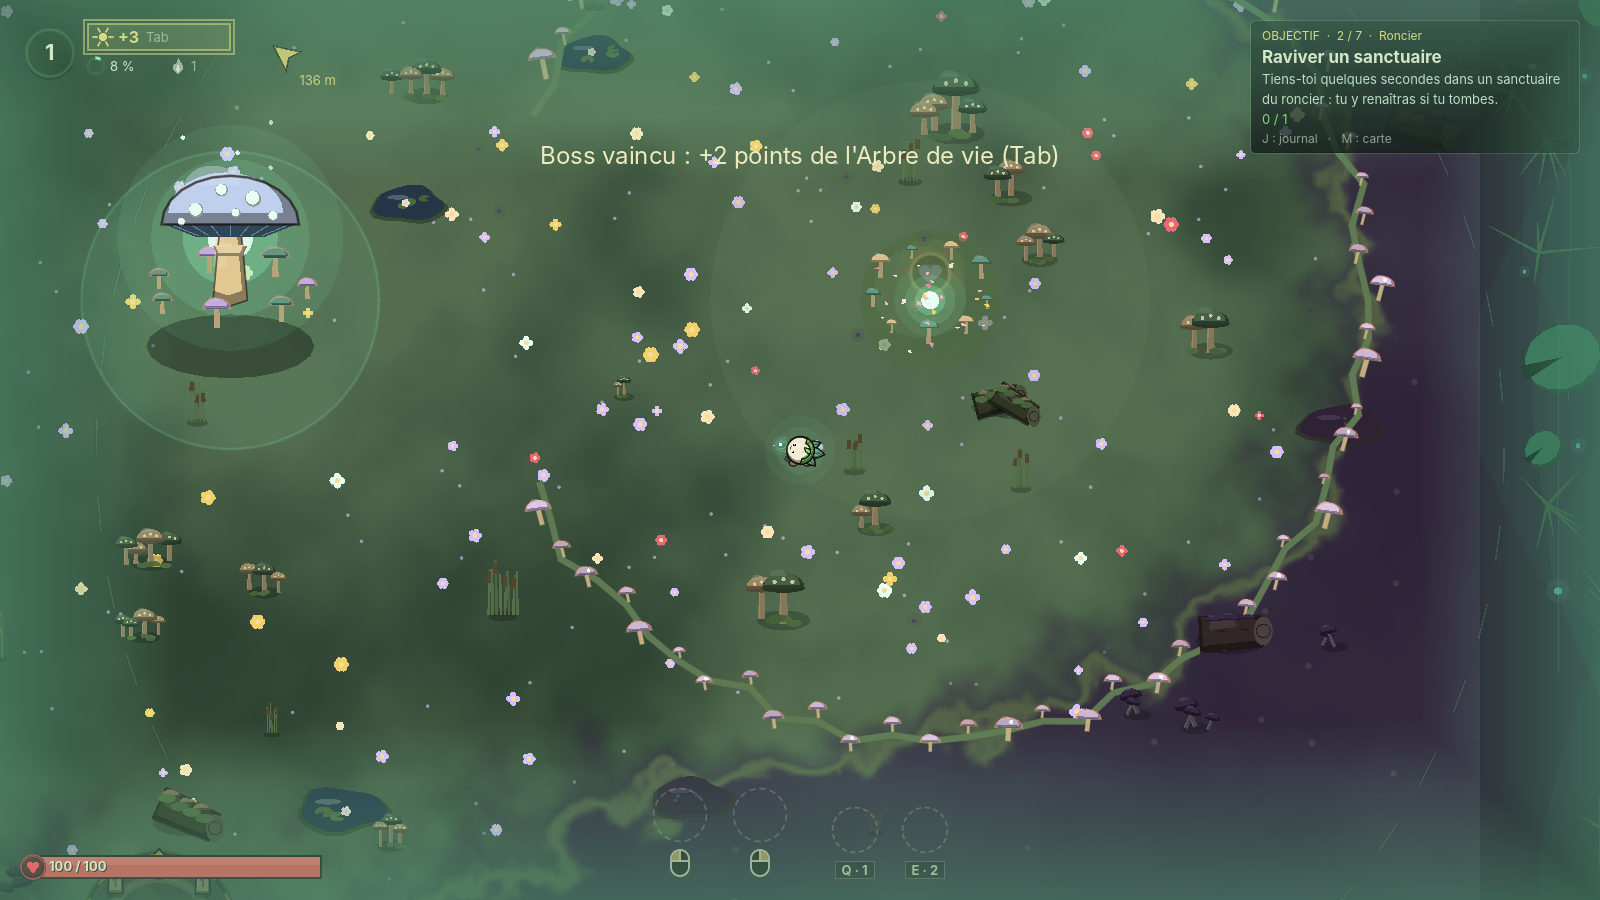 1
+3 Tab
8 %
1
136 m
OBJECTIF · 2 / 7 · Roncier
Raviver un sanctuaire
Tiens-toi quelques secondes dans un sanctuaire
du roncier : tu y renaîtras si tu tombes.
0 / 1
J : journal · M : carte
Boss vaincu : +2 points de l'Arbre de vie (Tab)
100 / 100
Q · 1
E · 2